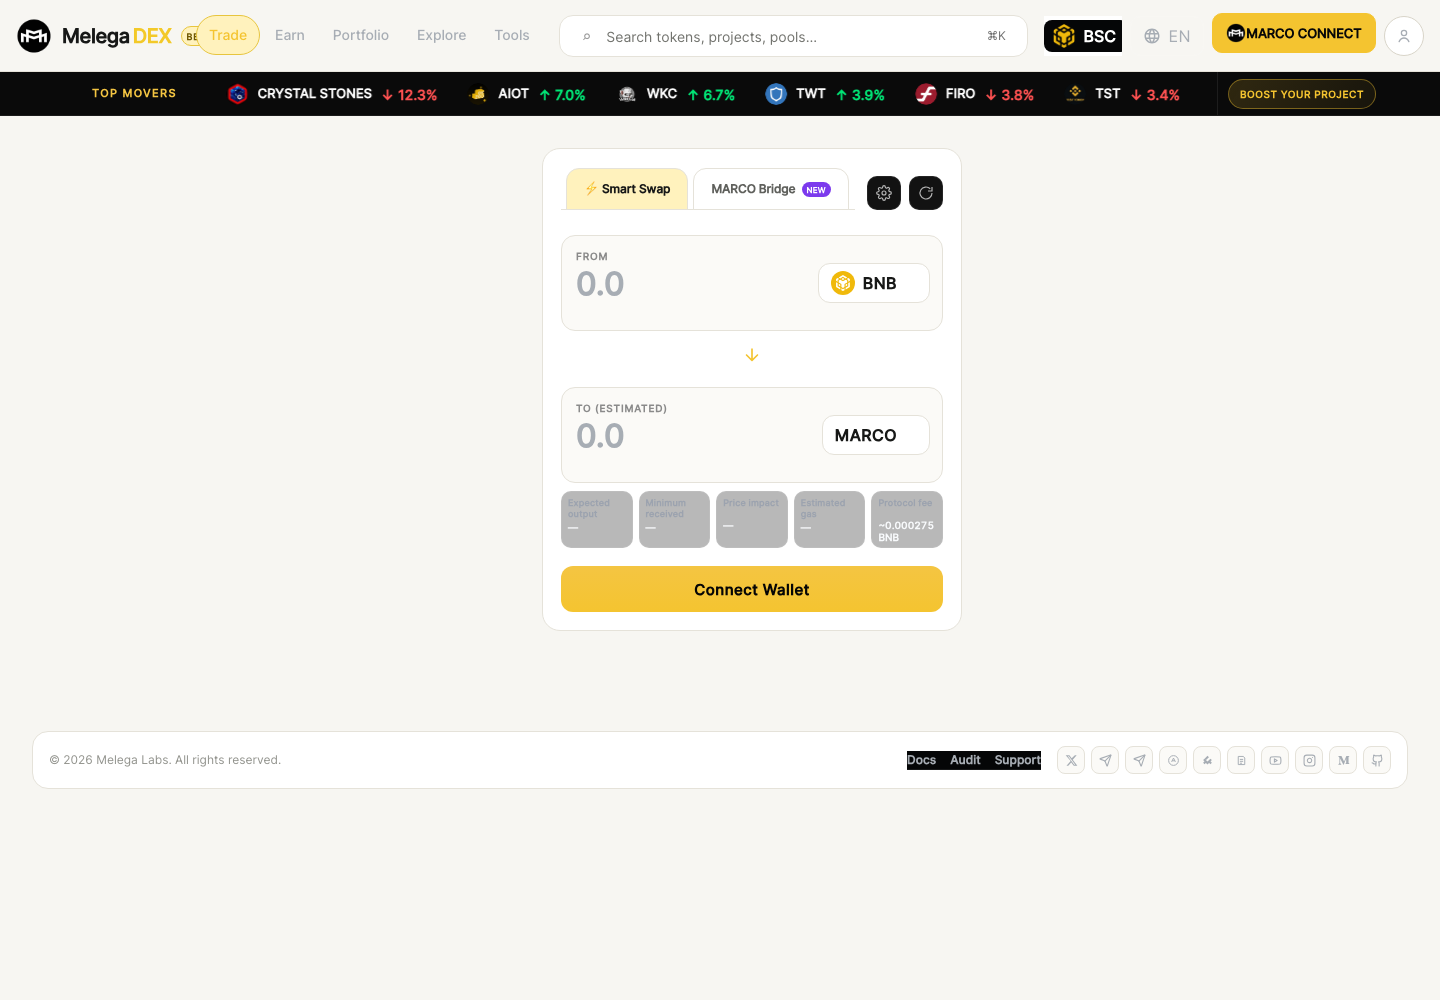 Melega DEX
Trade
Earn
Portfolio
Explore
Tools
Search tokens, projects, pools...
⌘K
BSC
EN
MARCO CONNECT
TOP MOVERS
CRYSTAL STONES ↓ 12.3%
AIOT ↑ 7.0%
WKC ↑ 6.7%
TWT ↑ 3.9%
FIRO ↓ 3.8%
TST ↓ 3.4%
BOOST YOUR PROJECT
⚡ Smart Swap
MARCO Bridge NEW
FROM
0.0
BNB
↓
TO (ESTIMATED)
0.0
MARCO
Expected
output
—
Minimum
received
—
Price impact
—
Estimated
gas
—
Protocol fee
~0.000275
BNB
Connect Wallet
© 2026 Melega Labs. All rights reserved.
Docs
Audit
Support